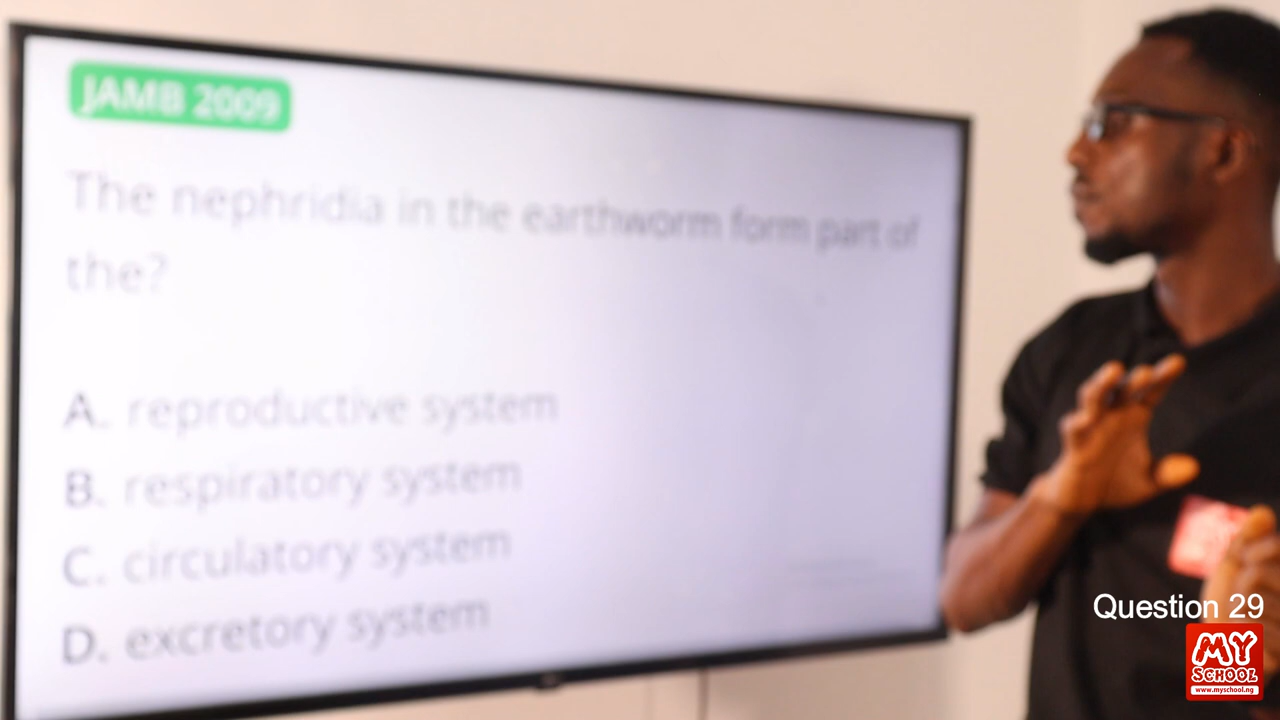 JAMB 2009
The nephridia in the earthworm form part of
the?
A. reproductive system
B. respiratory system
C. circulatory system
D. excretory system
Question 29
MY
SCHOOL
www.myschool.ng